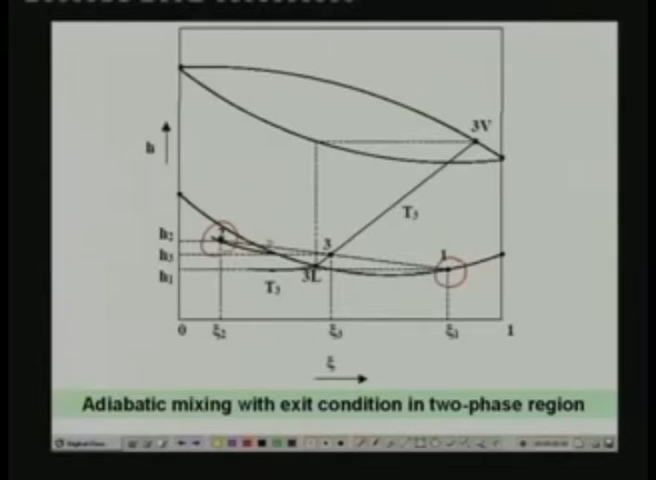 3V
h
T₃
h₂
h₃
h₁
2
3
1
3L
T₃
0
ξ₂
ξ₃
ξ₁
1
ξ
Adiabatic mixing with exit condition in two-phase region